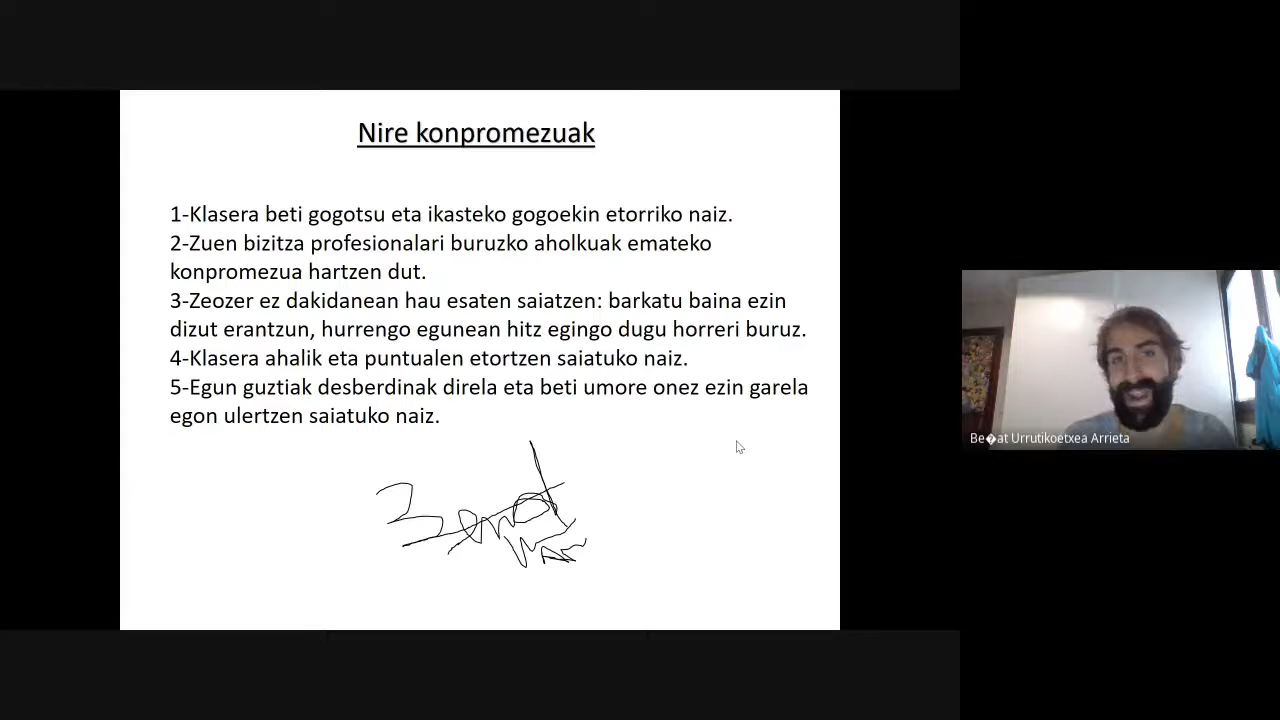 Nire konpromezuak
1-Klasera beti gogotsu eta ikasteko gogoekin etorriko naiz.
2-Zuen bizitza profesionalari buruzko aholkuak emateko
konpromezua hartzen dut.
3-Zeozer ez dakidanean hau esaten saiatzen: barkatu baina ezin
dizut erantzun, hurrengo egunean hitz egingo dugu horreri buruz.
4-Klasera ahalik eta puntualen etortzen saiatuko naiz.
5-Egun guztiak desberdinak direla eta beti umore onez ezin garela
egon ulertzen saiatuko naiz.
Be�at Urrutikoetxea Arrieta